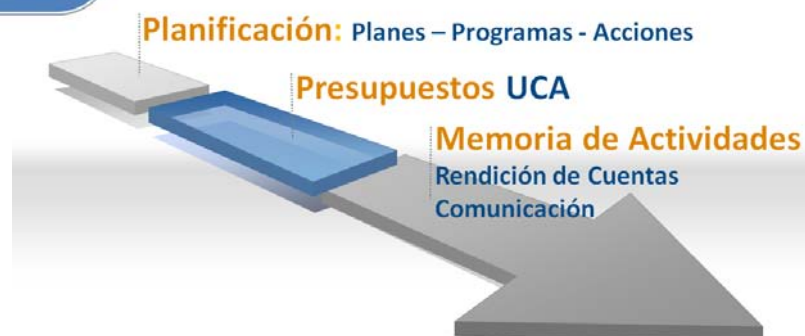 Planificación: Planes – Programas - Acciones
Presupuestos UCA
Memoria de Actividades
Rendición de Cuentas
Comunicación